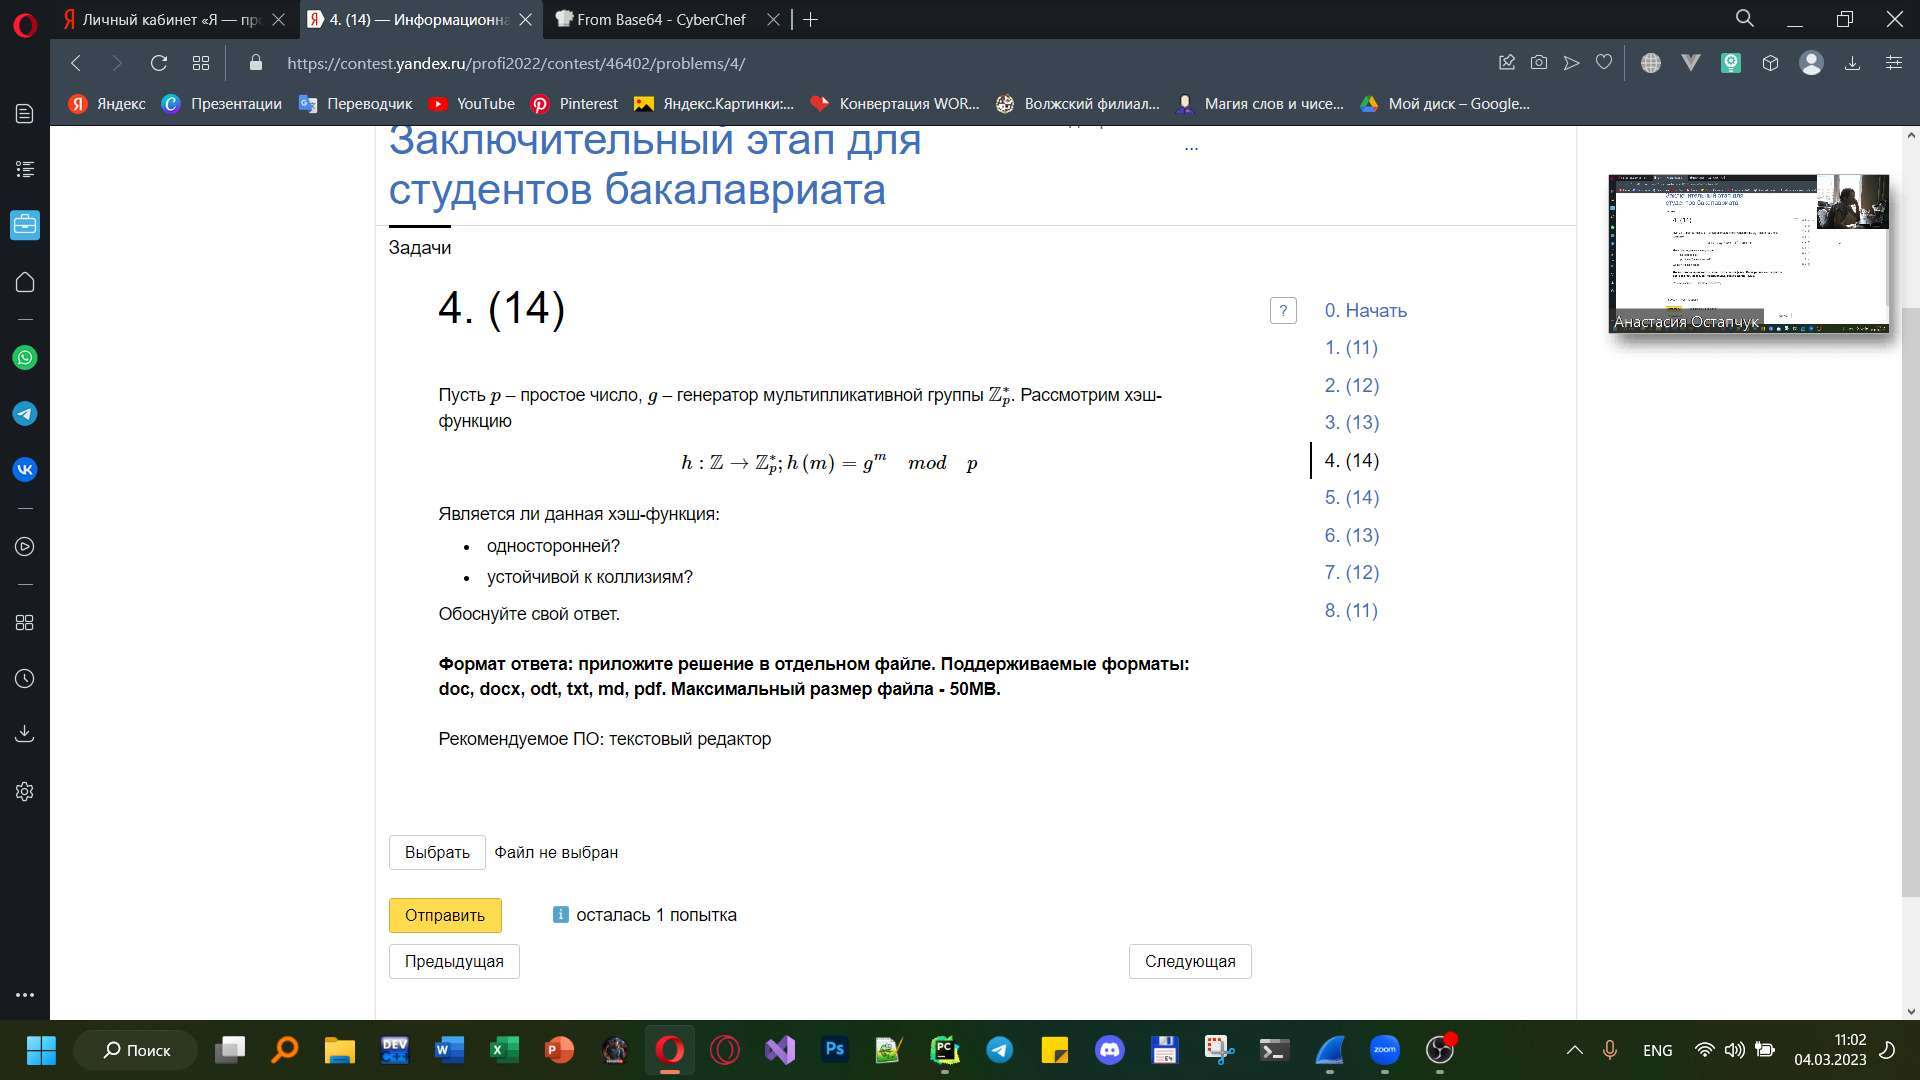 Личный кабинет «Я — пр
4. (14) — Информационна
From Base64 - CyberChef
https://contest.yandex.ru/profi2022/contest/46402/problems/4/
Яндекс
Презентации
Переводчик
YouTube
Pinterest
Яндекс.Картинки:...
Конвертация WOR...
Волжский филиал...
Магия слов и чисе...
Мой диск – Google...
Заключительный этап для
студентов бакалавриата
...
Задачи
4. (14)
?
0. Начать
1. (11)
2. (12)
3. (13)
4. (14)
5. (14)
6. (13)
7. (12)
8. (11)
Пусть p – простое число, g – генератор мультипликативной группы ℤ*ₚ. Рассмотрим хэш-
функцию
h : ℤ → ℤ*ₚ; h (m) = gᵐ mod p
Является ли данная хэш-функция:
• односторонней?
• устойчивой к коллизиям?
Обоснуйте свой ответ.
Формат ответа: приложите решение в отдельном файле. Поддерживаемые форматы:
doc, docx, odt, txt, md, pdf. Максимальный размер файла - 50MB.
Рекомендуемое ПО: текстовый редактор
Выбрать Файл не выбран
Отправить осталась 1 попытка
Предыдущая
Следующая
Анастасия Остапчук
Поиск
ENG
11:02
04.03.2023